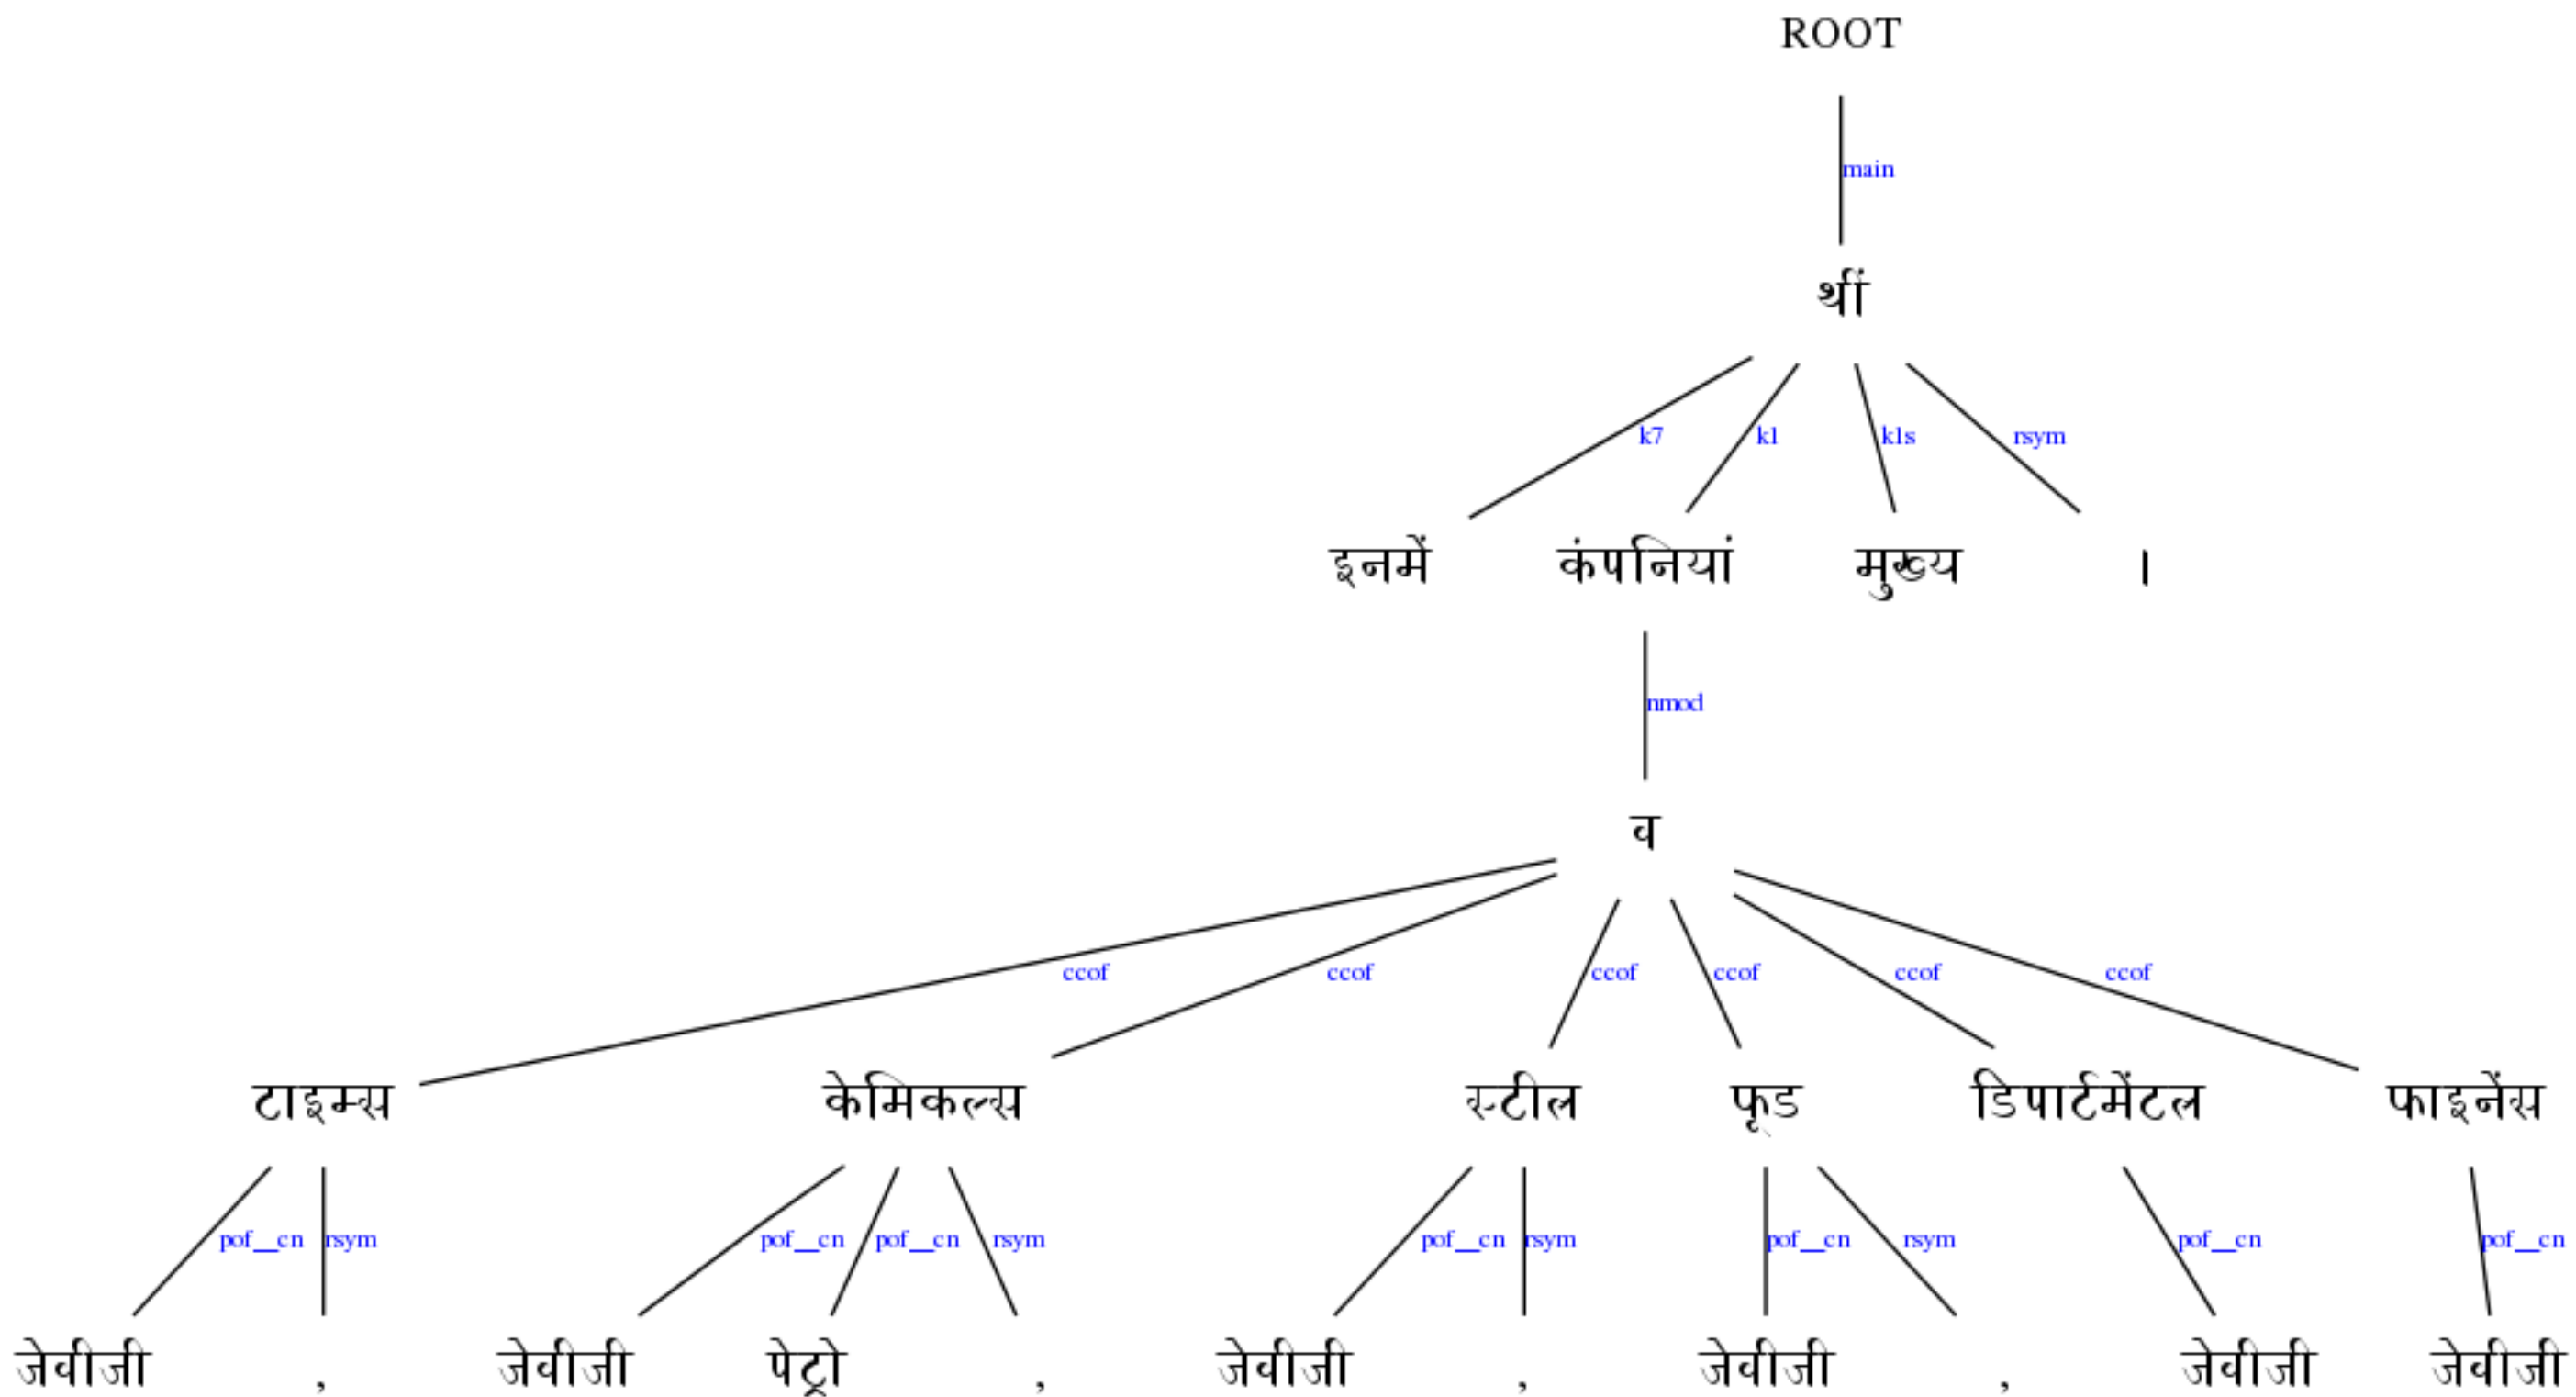 ROOT
main
थीं
k7 k1 k1s rsym
इनमें कंपनियां मुख्य ।
nmod
व
ccof ccof ccof ccof ccof ccof
टाइम्स केमिकल्स स्टील फूड डिपार्टमेंटल फाइनेंस
pof__cn rsym pof__cn pof__cn rsym pof__cn rsym pof__cn rsym pof__cn pof__cn
जेवीजी , जेवीजी पेट्रो , जेवीजी , जेवीजी , जेवीजी जेवीजी